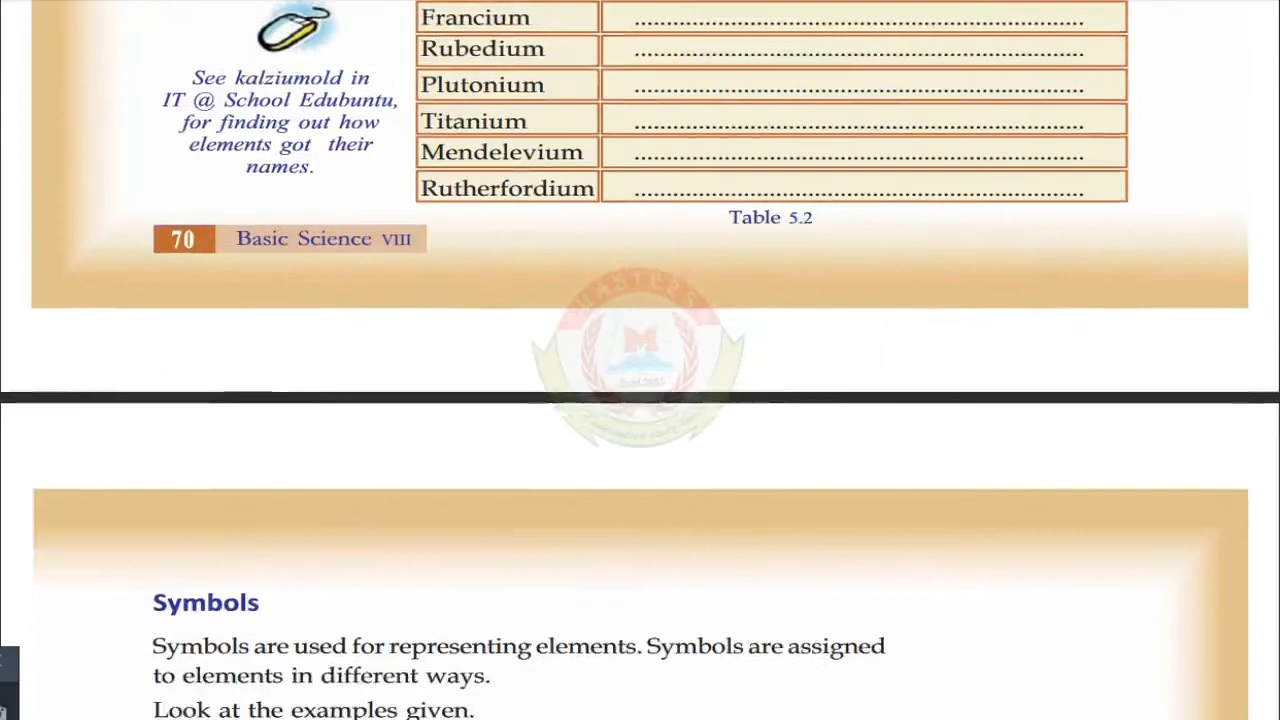 Francium ......................................................................
Rubedium ......................................................................
See kalziumold in
IT @ School Edubuntu,
for finding out how
elements got their
names.
Plutonium ......................................................................
Titanium ......................................................................
Mendelevium ......................................................................
Rutherfordium ......................................................................
Table 5.2
70 Basic Science VIII
MASTERS
M
Symbols
Symbols are used for representing elements. Symbols are assigned
to elements in different ways.
Look at the examples given.